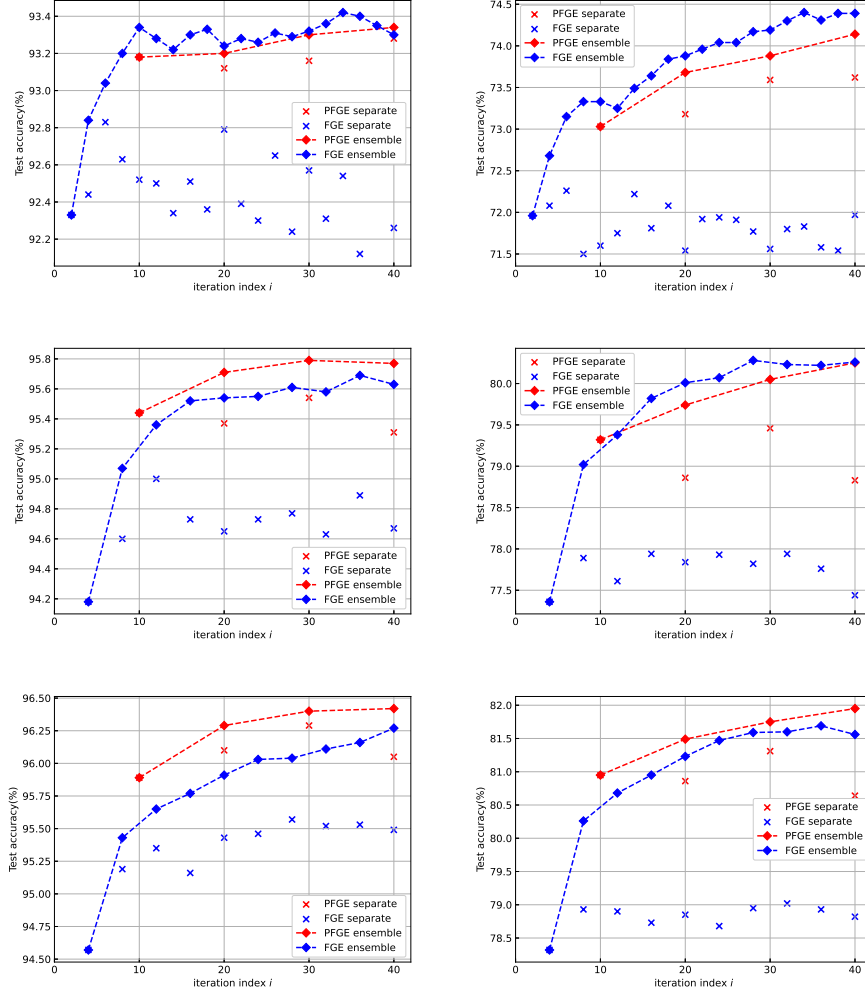 93.4
93.2
93.0
92.8
92.6
92.4
92.2
Test accuracy(%)
PFGE separate
FGE separate
PFGE ensemble
FGE ensemble
0 10 20 30 40
iteration index i
74.5
74.0
73.5
73.0
72.5
72.0
71.5
Test accuracy(%)
PFGE separate
FGE separate
PFGE ensemble
FGE ensemble
0 10 20 30 40
iteration index i
95.8
95.6
95.4
95.2
95.0
94.8
94.6
94.4
94.2
Test accuracy(%)
PFGE separate
FGE separate
PFGE ensemble
FGE ensemble
0 10 20 30 40
iteration index i
80.0
79.5
79.0
78.5
78.0
77.5
Test accuracy(%)
PFGE separate
FGE separate
PFGE ensemble
FGE ensemble
0 10 20 30 40
iteration index i
96.50
96.25
96.00
95.75
95.50
95.25
95.00
94.75
94.50
Test accuracy(%)
PFGE separate
FGE separate
PFGE ensemble
FGE ensemble
0 10 20 30 40
iteration index i
82.0
81.5
81.0
80.5
80.0
79.5
79.0
78.5
Test accuracy(%)
PFGE separate
FGE separate
PFGE ensemble
FGE ensemble
0 10 20 30 40
iteration index i